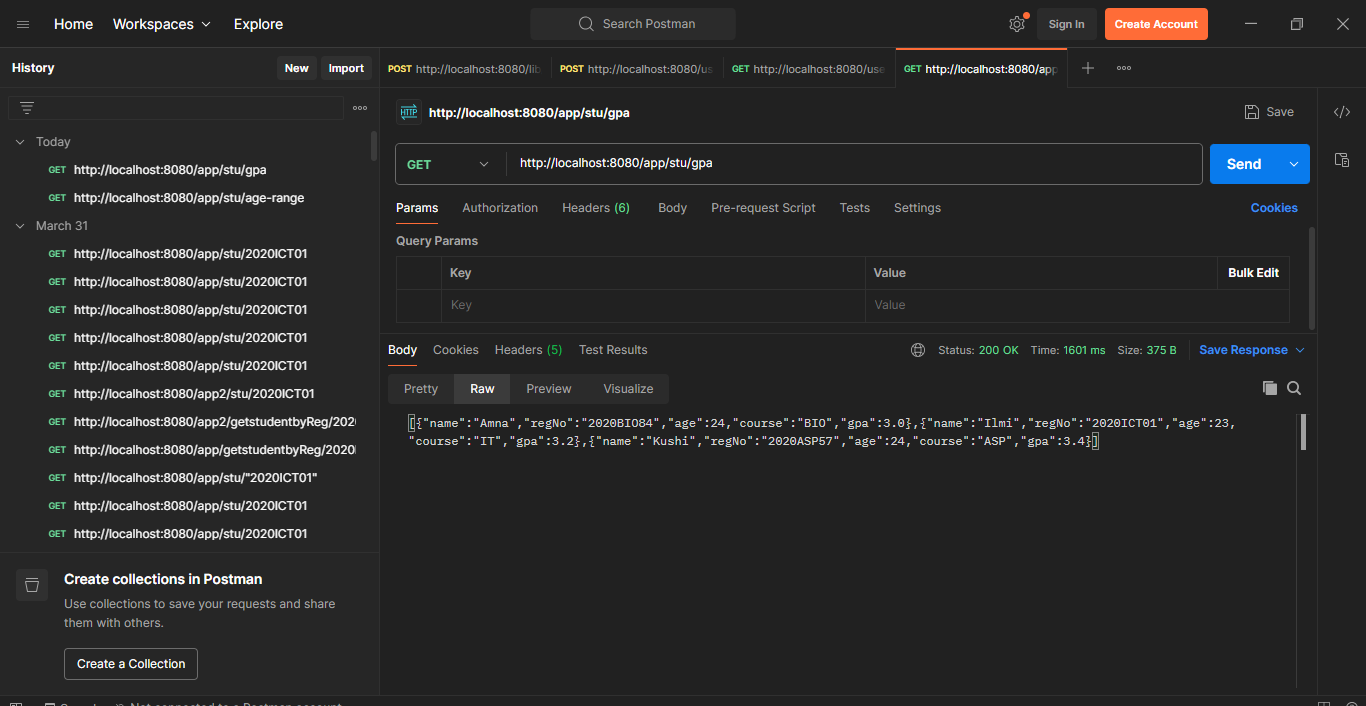 Home Workspaces Explore Search Postman Sign In Create Account
History New Import
POST http://localhost:8080/lib POST http://localhost:8080/us GET http://localhost:8080/use GET http://localhost:8080/app
HTTP http://localhost:8080/app/stu/gpa Save
Today
GET http://localhost:8080/app/stu/gpa
GET http://localhost:8080/app/stu/age-range
March 31
GET http://localhost:8080/app/stu/2020ICT01
GET http://localhost:8080/app/stu/2020ICT01
GET http://localhost:8080/app/stu/2020ICT01
GET http://localhost:8080/app/stu/2020ICT01
GET http://localhost:8080/app/stu/2020ICT01
GET http://localhost:8080/app2/stu/2020ICT01
GET http://localhost:8080/app2/getstudentbyReg/2020
GET http://localhost:8080/app/getstudentbyReg/2020
GET http://localhost:8080/app/stu/"2020ICT01"
GET http://localhost:8080/app/stu/2020ICT01
GET http://localhost:8080/app/stu/2020ICT01
Create collections in Postman
Use collections to save your requests and share
them with others.
Create a Collection
GET http://localhost:8080/app/stu/gpa Send
Params Authorization Headers (6) Body Pre-request Script Tests Settings Cookies
Query Params
Key Value Bulk Edit
Key Value
Body Cookies Headers (5) Test Results Status: 200 OK Time: 1601 ms Size: 375 B Save Response
Pretty Raw Preview Visualize
[{"name":"Amna","regNo":"2020BIO84","age":24,"course":"BIO","gpa":3.0},{"name":"Ilmi","regNo":"2020ICT01","age":23,
"course":"IT","gpa":3.2},{"name":"Kushi","regNo":"2020ASP57","age":24,"course":"ASP","gpa":3.4}]
Not connected to a Postman account